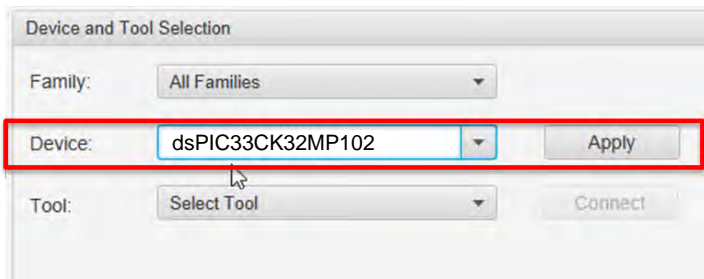 Device and Tool Selection
Family: All Families
Device: dsPIC33CK32MP102 Apply
Tool: Select Tool Connect